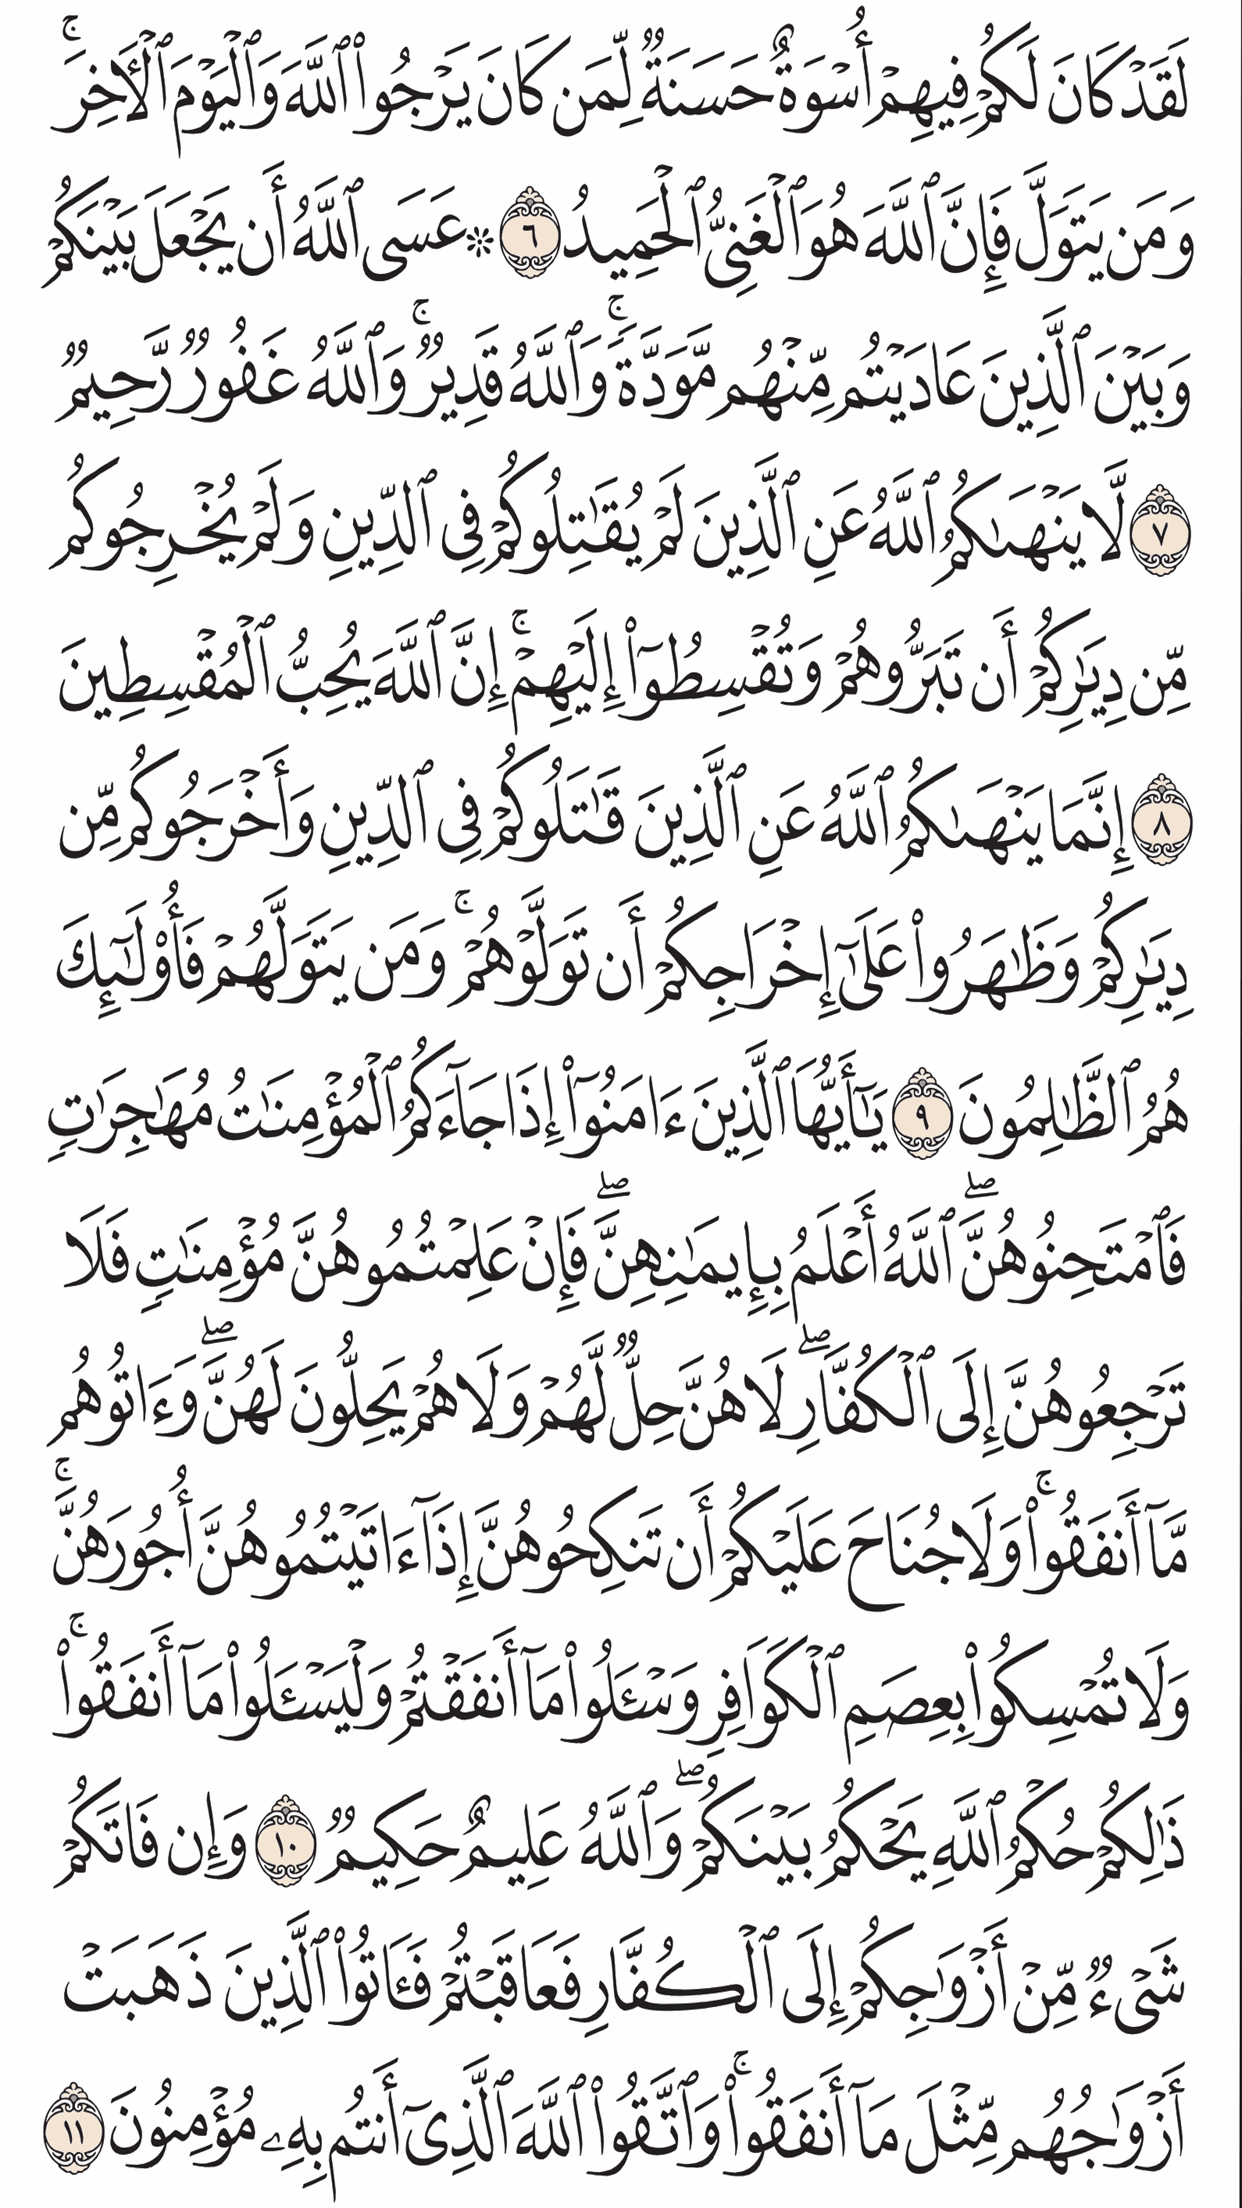 لَقَدْ كَانَ لَكُمْ فِيهِمْ أُسْوَةٌ حَسَنَةٌ لِّمَن كَانَ يَرْجُوا۟ ٱللَّهَ وَٱلْيَوْمَ ٱلْـَٔاخِرَ ۚ
وَمَن يَتَوَلَّ فَإِنَّ ٱللَّهَ هُوَ ٱلْغَنِىُّ ٱلْحَمِيدُ ٦ ۞ عَسَى ٱللَّهُ أَن يَجْعَلَ بَيْنَكُمْ
وَبَيْنَ ٱلَّذِينَ عَادَيْتُم مِّنْهُم مَّوَدَّةً ۚ وَٱللَّهُ قَدِيرٌ ۚ وَٱللَّهُ غَفُورٌ رَّحِيمٌ
٧ لَّا يَنْهَىٰكُمُ ٱللَّهُ عَنِ ٱلَّذِينَ لَمْ يُقَـٰتِلُوكُمْ فِى ٱلدِّينِ وَلَمْ يُخْرِجُوكُم
مِّن دِيَـٰرِكُمْ أَن تَبَرُّوهُمْ وَتُقْسِطُوٓا۟ إِلَيْهِمْ ۚ إِنَّ ٱللَّهَ يُحِبُّ ٱلْمُقْسِطِينَ
٨ إِنَّمَا يَنْهَىٰكُمُ ٱللَّهُ عَنِ ٱلَّذِينَ قَـٰتَلُوكُمْ فِى ٱلدِّينِ وَأَخْرَجُوكُم مِّن
دِيَـٰرِكُمْ وَظَـٰهَرُوا۟ عَلَىٰٓ إِخْرَاجِكُمْ أَن تَوَلَّوْهُمْ ۚ وَمَن يَتَوَلَّهُمْ فَأُو۟لَـٰٓئِكَ
هُمُ ٱلظَّـٰلِمُونَ ٩ يَـٰٓأَيُّهَا ٱلَّذِينَ ءَامَنُوٓا۟ إِذَا جَآءَكُمُ ٱلْمُؤْمِنَـٰتُ مُهَـٰجِرَٰتٍ
فَٱمْتَحِنُوهُنَّ ۖ ٱللَّهُ أَعْلَمُ بِإِيمَـٰنِهِنَّ ۖ فَإِنْ عَلِمْتُمُوهُنَّ مُؤْمِنَـٰتٍ فَلَا
تَرْجِعُوهُنَّ إِلَى ٱلْكُفَّارِ ۖ لَا هُنَّ حِلٌّ لَّهُمْ وَلَا هُمْ يَحِلُّونَ لَهُنَّ ۖ وَءَاتُوهُم
مَّآ أَنفَقُوا۟ ۚ وَلَا جُنَاحَ عَلَيْكُمْ أَن تَنكِحُوهُنَّ إِذَآ ءَاتَيْتُمُوهُنَّ أُجُورَهُنَّ ۚ
وَلَا تُمْسِكُوا۟ بِعِصَمِ ٱلْكَوَافِرِ وَسْـَٔلُوا۟ مَآ أَنفَقْتُمْ وَلْيَسْـَٔلُوا۟ مَآ أَنفَقُوا۟ ۚ
ذَٰلِكُمْ حُكْمُ ٱللَّهِ يَحْكُمُ بَيْنَكُمْ ۖ وَٱللَّهُ عَلِيمٌ حَكِيمٌ ١٠ وَإِن فَاتَكُمْ
شَىْءٌ مِّنْ أَزْوَٰجِكُمْ إِلَى ٱلْكُفَّارِ فَعَاقَبْتُمْ فَـَٔاتُوا۟ ٱلَّذِينَ ذَهَبَتْ
أَزْوَٰجُهُم مِّثْلَ مَآ أَنفَقُوا۟ ۚ وَٱتَّقُوا۟ ٱللَّهَ ٱلَّذِىٓ أَنتُم بِهِۦ مُؤْمِنُونَ ١١